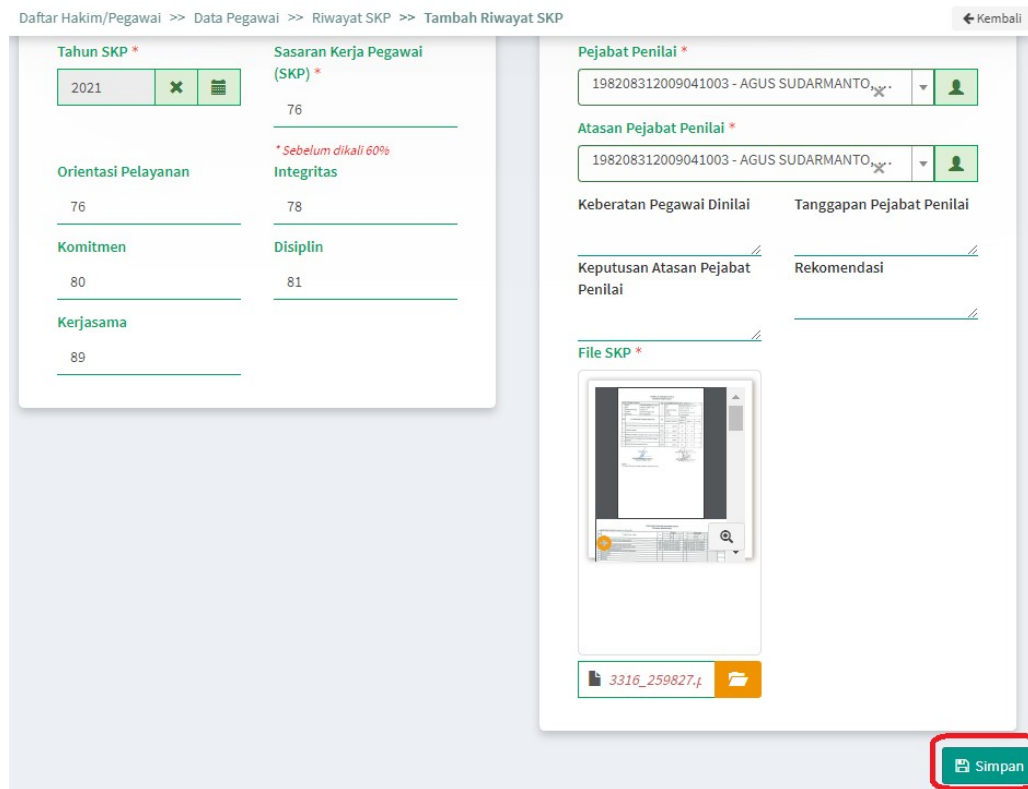 Daftar Hakim/Pegawai >> Data Pegawai >> Riwayat SKP >> Tambah Riwayat SKP
Kembali
Tahun SKP *
2021
Sasaran Kerja Pegawai
(SKP) *
76
* Sebelum dikali 60%
Orientasi Pelayanan
76
Integritas
78
Komitmen
80
Disiplin
81
Kerjasama
89
Pejabat Penilai *
198208312009041003 - AGUS SUDARMANTO, ...
Atasan Pejabat Penilai *
198208312009041003 - AGUS SUDARMANTO, ...
Keberatan Pegawai Dinilai
Tanggapan Pejabat Penilai
Keputusan Atasan Pejabat
Penilai
Rekomendasi
File SKP *
3316_259827.p
Simpan